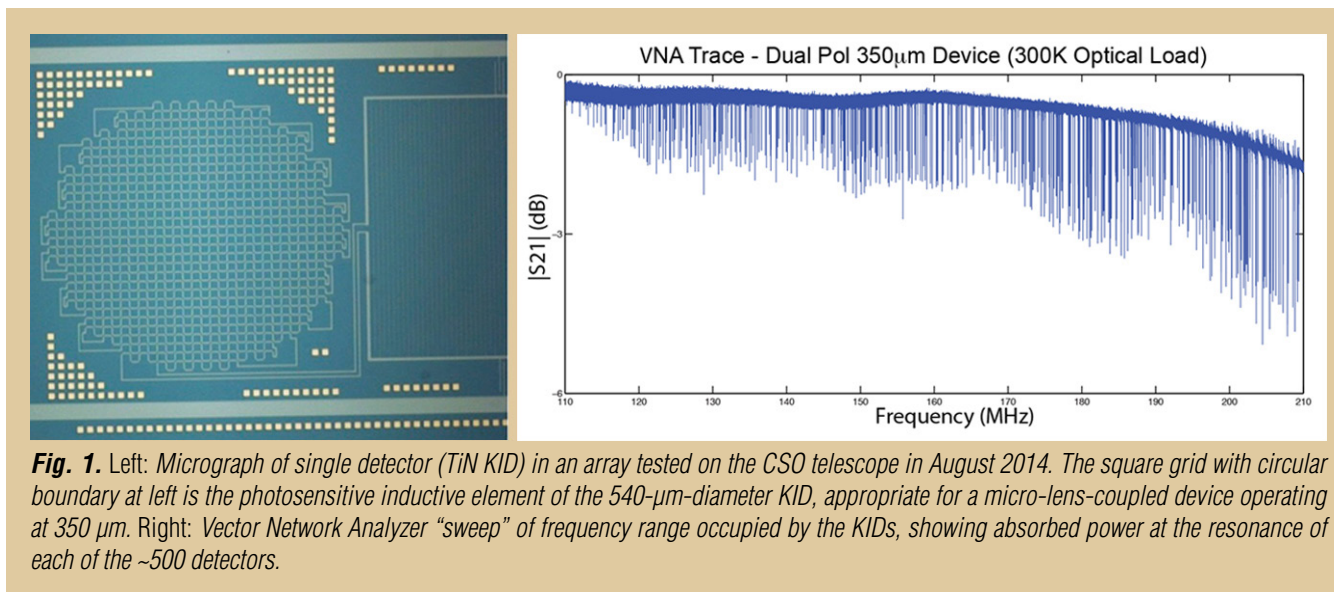 VNA Trace - Dual Pol 350µm Device (300K Optical Load)
0
-3
-6
|S21| (dB)
110 120 130 140 150 160 170 180 190 200 210
Frequency (MHz)
Fig. 1. Left: Micrograph of single detector (TiN KID) in an array tested on the CSO telescope in August 2014. The square grid with circular
boundary at left is the photosensitive inductive element of the 540-µm-diameter KID, appropriate for a micro-lens-coupled device operating
at 350 µm. Right: Vector Network Analyzer “sweep” of frequency range occupied by the KIDs, showing absorbed power at the resonance of
each of the ~500 detectors.